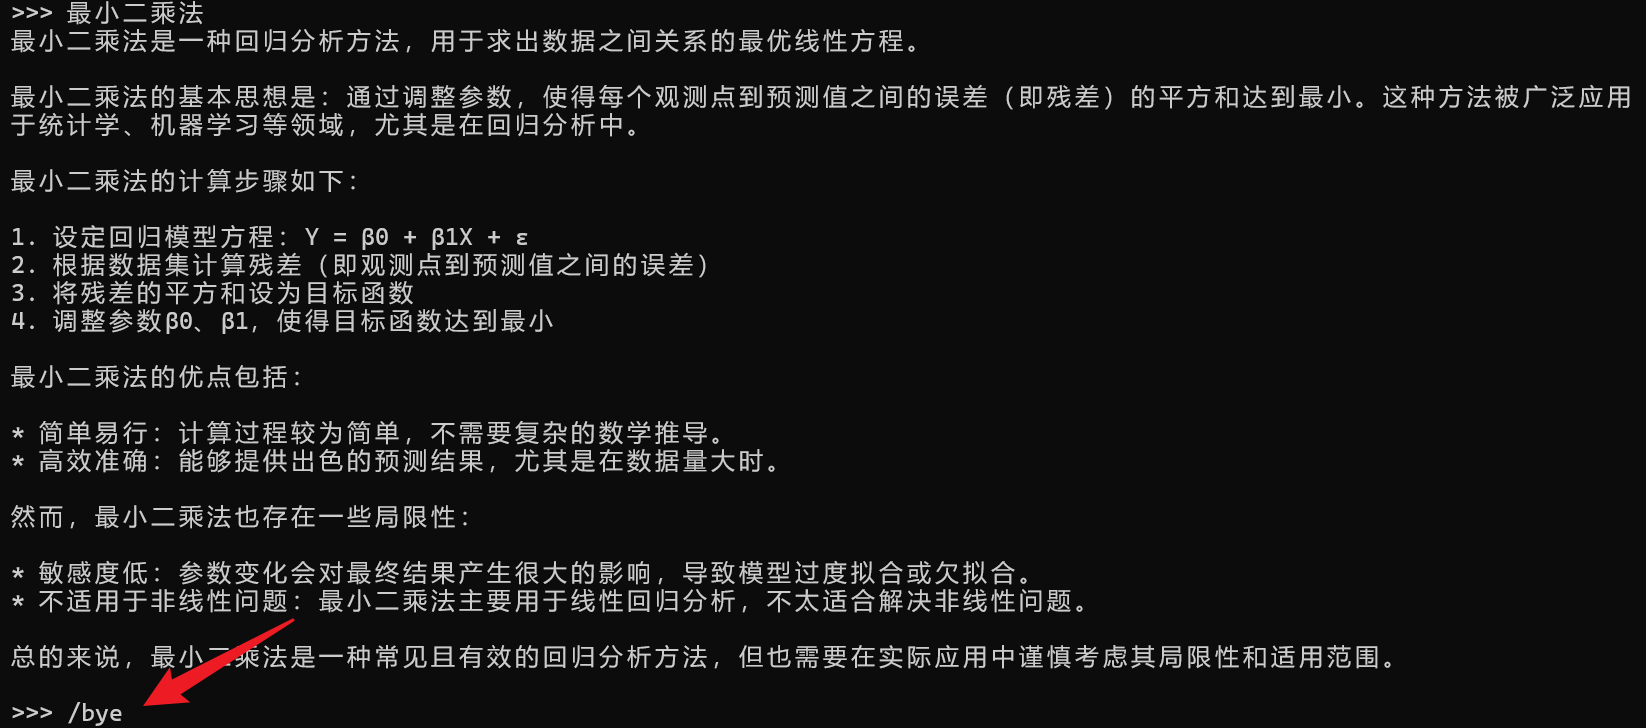 >>> 最小二乘法
最小二乘法是一种回归分析方法，用于求出数据之间关系的最优线性方程。
最小二乘法的基本思想是：通过调整参数，使得每个观测点到预测值之间的误差（即残差）的平方和达到最小。这种方法被广泛应用
于统计学、机器学习等领域，尤其是在回归分析中。
最小二乘法的计算步骤如下：
1. 设定回归模型方程：Y = β0 + β1X + ε
2. 根据数据集计算残差（即观测点到预测值之间的误差）
3. 将残差的平方和设为目标函数
4. 调整参数β0、β1，使得目标函数达到最小
最小二乘法的优点包括：
* 简单易行：计算过程较为简单，不需要复杂的数学推导。
* 高效准确：能够提供出色的预测结果，尤其是在数据量大时。
然而，最小二乘法也存在一些局限性：
* 敏感度低：参数变化会对最终结果产生很大的影响，导致模型过度拟合或欠拟合。
* 不适用于非线性问题：最小二乘法主要用于线性回归分析，不太适合解决非线性问题。
总的来说，最小二乘法是一种常见且有效的回归分析方法，但也需要在实际应用中谨慎考虑其局限性和适用范围。
>>> /bye